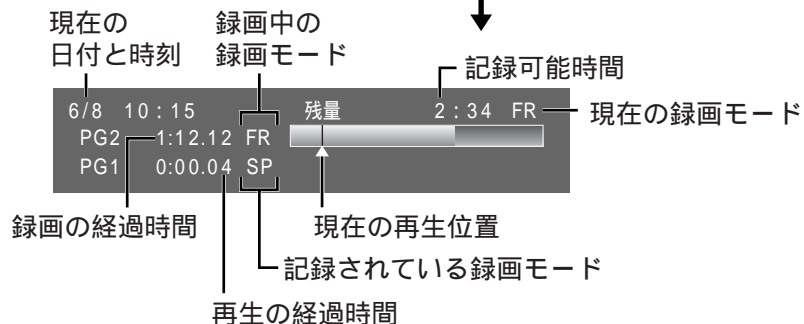 現在の
日付と時刻
録画中の
録画モード
記録可能時間
6/8 10:15 残量 2:34 FR
現在の録画モード
PG2 1:12.12 FR
PG1 0:00.04 SP
録画の経過時間
現在の再生位置
記録されている録画モード
再生の経過時間